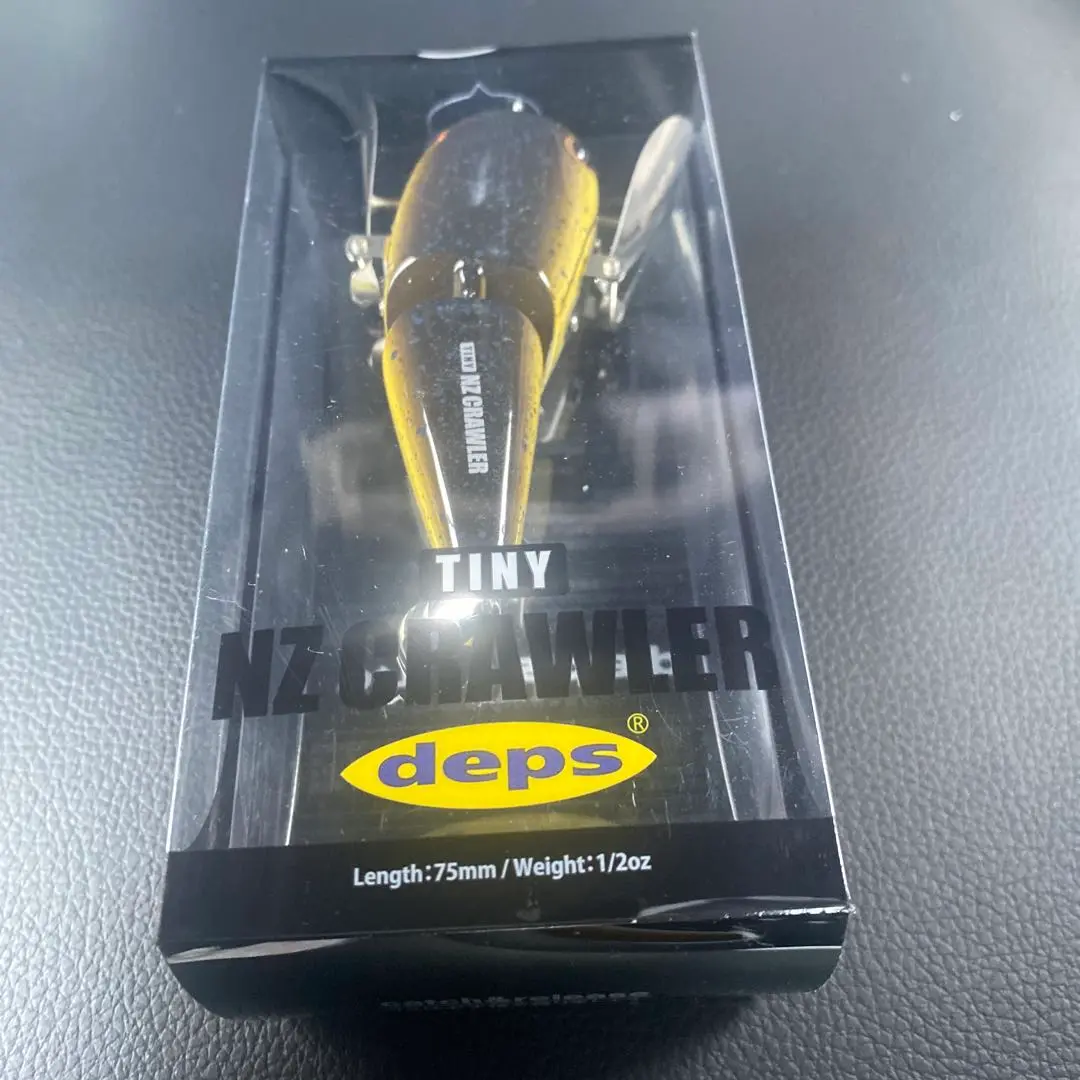 TINY NZ CRAWLER
TINY
NZ CRAWLER
deps®
Length:75mm / Weight:1/2oz